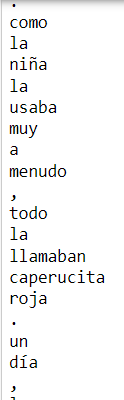 .
como
la
niña
la
usaba
muy
a
menudo
,
todo
la
llamaban
caperucita
roja
.
un
día
,